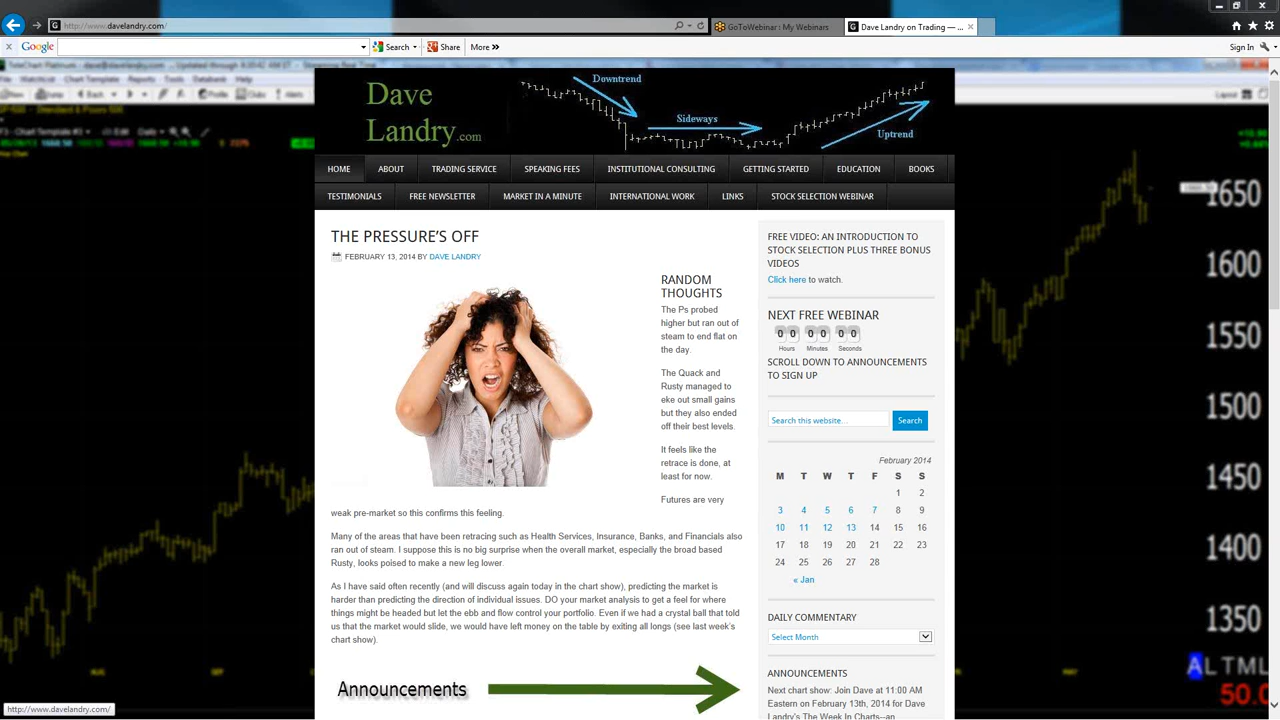 http://www.davelandry.com/
GoToWebinar : My Webinars
Dave Landry on Trading — ...
Google
Search
Share
More »
Sign In
Dave
Landry.com
Downtrend
Sideways
Uptrend
HOME
ABOUT
TRADING SERVICE
SPEAKING FEES
INSTITUTIONAL CONSULTING
GETTING STARTED
EDUCATION
BOOKS
TESTIMONIALS
FREE NEWSLETTER
MARKET IN A MINUTE
INTERNATIONAL WORK
LINKS
STOCK SELECTION WEBINAR
THE PRESSURE'S OFF
FEBRUARY 13, 2014 BY DAVE LANDRY
RANDOM
THOUGHTS
The Ps probed
higher but ran out of
steam to end flat on
the day.
The Quack and
Rusty managed to
eke out small gains
but they also ended
off their best levels.
It feels like the
retrace is done, at
least for now.
Futures are very
weak pre-market so this confirms this feeling.
Many of the areas that have been retracing such as Health Services, Insurance, Banks, and Financials also
ran out of steam. I suppose this is no big surprise when the overall market, especially the broad based
Rusty, looks poised to make a new leg lower.
As I have said often recently (and will discuss again today in the chart show), predicting the market is
harder than predicting the direction of individual issues. DO your market analysis to get a feel for where
things might be headed but let the ebb and flow control your portfolio. Even if we had a crystal ball that told
us that the market would slide, we would have left money on the table by exiting all longs (see last week's
chart show).
Announcements
FREE VIDEO: AN INTRODUCTION TO
STOCK SELECTION PLUS THREE BONUS
VIDEOS
Click here to watch.
NEXT FREE WEBINAR
0 0 0 0 0 0
Hours Minutes Seconds
SCROLL DOWN TO ANNOUNCEMENTS
TO SIGN UP
Search this website...
Search
February 2014
M T W T F S S
1 2
3 4 5 6 7 8 9
10 11 12 13 14 15 16
17 18 19 20 21 22 23
24 25 26 27 28
« Jan
DAILY COMMENTARY
Select Month
ANNOUNCEMENTS
Next chart show: Join Dave at 11:00 AM
Eastern on February 13th, 2014 for Dave
Landry's The Week In Charts--an
1650
1600
1550
1500
1450
1400
1350
ALTML
50.0
http://www.davelandry.com/